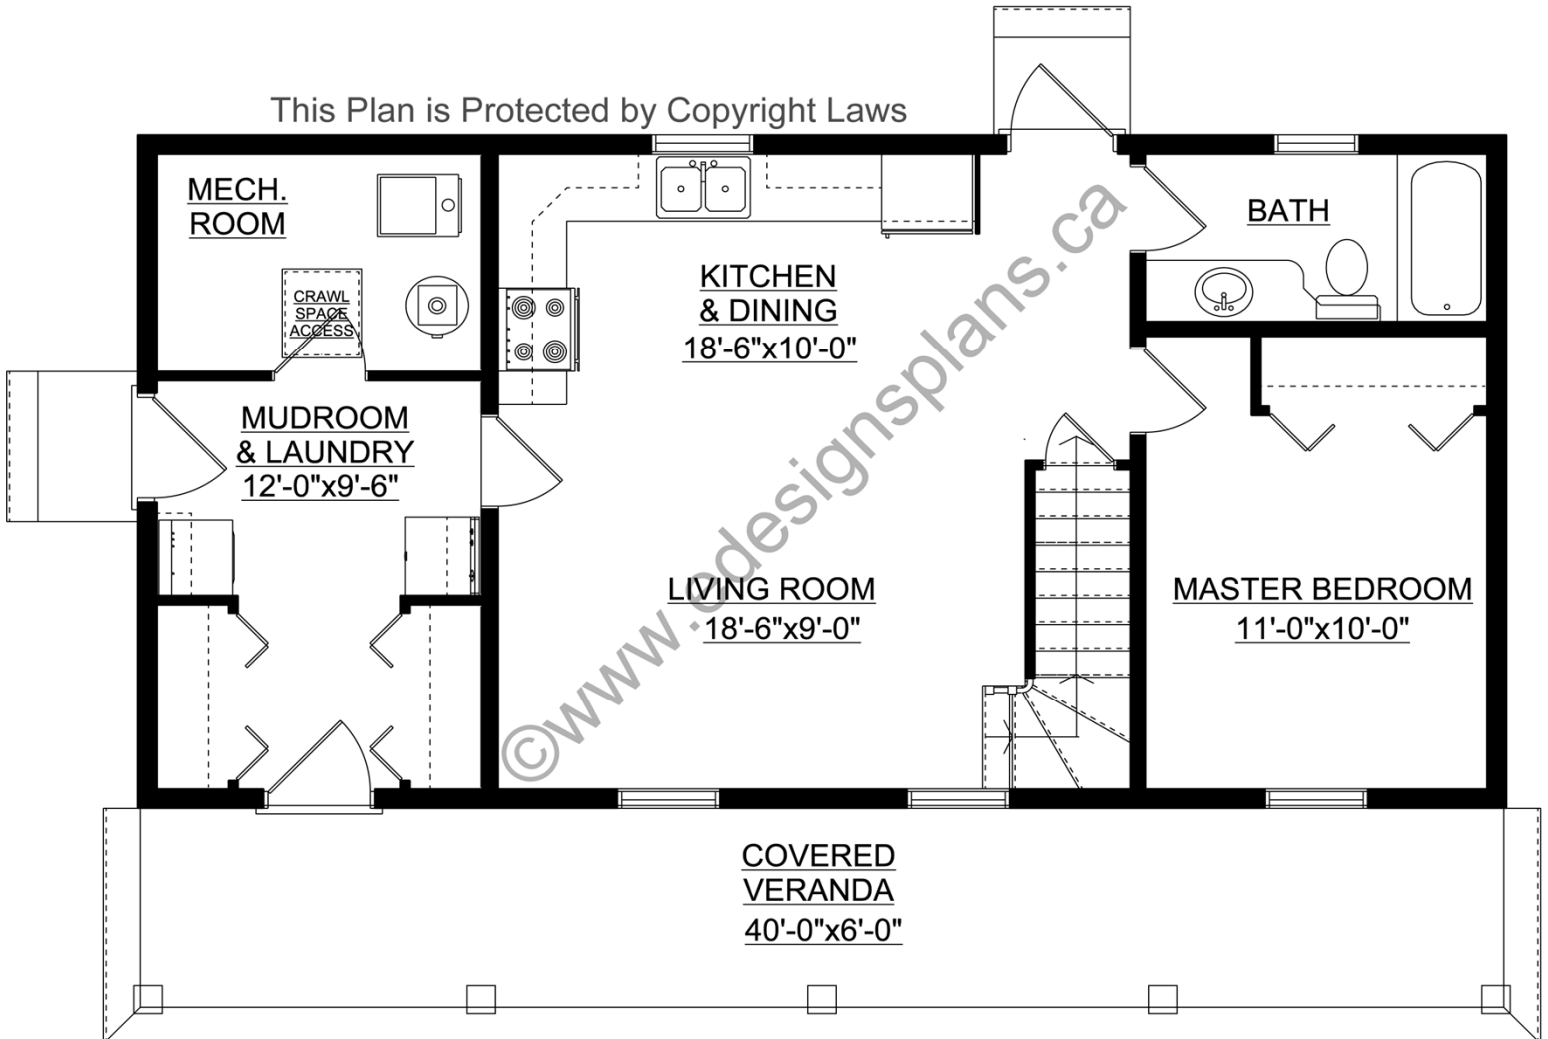 This Plan is Protected by Copyright Laws
MECH.
ROOM
CRAWL
SPACE
ACCESS
KITCHEN
& DINING
18'-6"x10'-0"
BATH
MUDROOM
& LAUNDRY
12'-0"x9'-6"
LIVING ROOM
18'-6"x9'-0"
MASTER BEDROOM
11'-0"x10'-0"
©www.edesignsplans.ca
COVERED
VERANDA
40'-0"x6'-0"